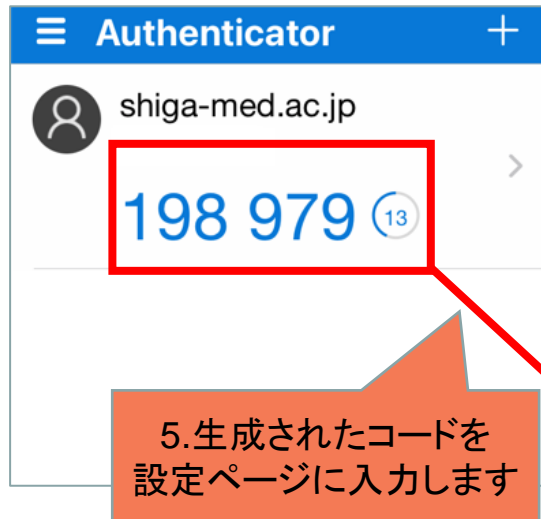 Authenticator
shiga-med.ac.jp
198 979 13
5.生成されたコードを
設定ページに入力します